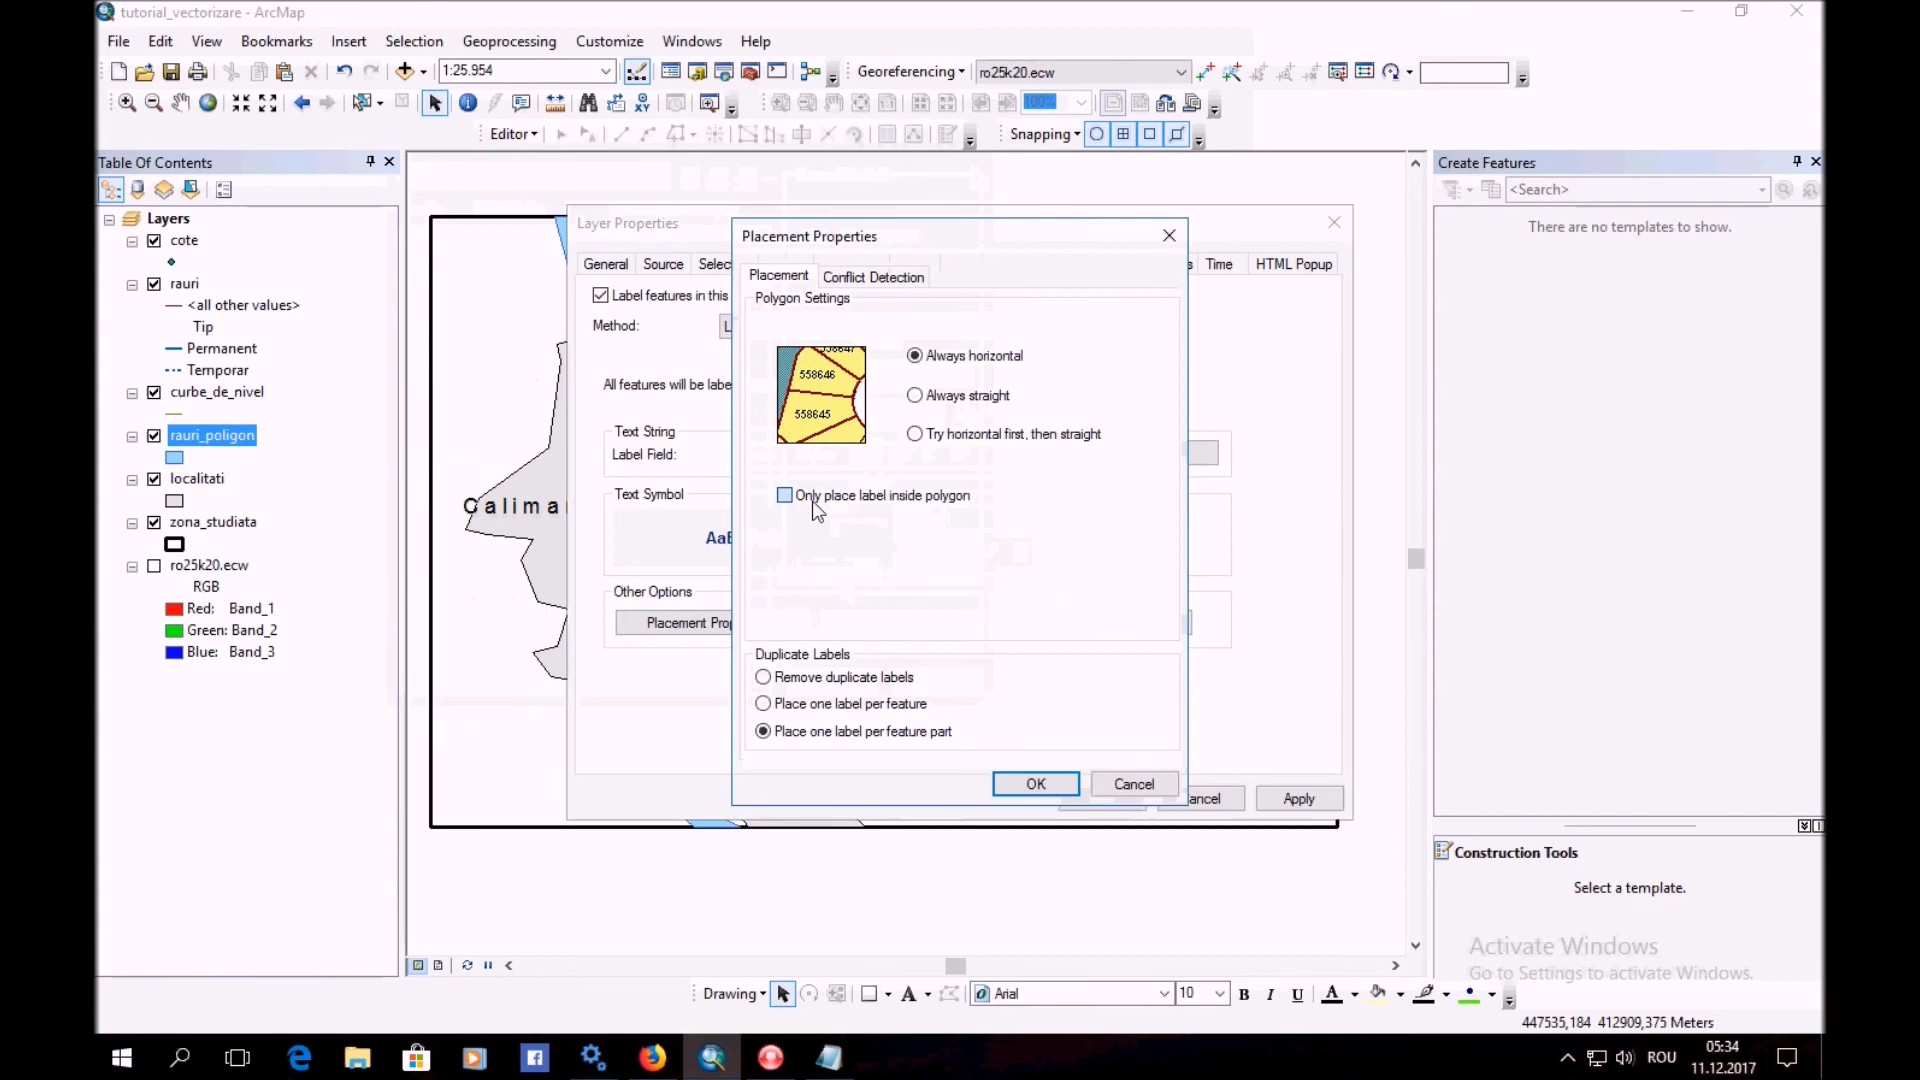 tutorial_vectorizare - ArcMap
File Edit View Bookmarks Insert Selection Geoprocessing Customize Windows Help
1:25.954
Georeferencing
ro25k20.ecw
100%
Editor
Snapping
Table Of Contents
Layers
cote
rauri
<all other values>
Tip
Permanent
Temporar
curbe_de_nivel
rauri_poligon
localitati
zona_studiata
ro25k20.ecw
RGB
Red: Band_1
Green: Band_2
Blue: Band_3
Layer Properties
General Source Time HTML Popup
Label features in this
Method:
All features will be
Text String
Label Field:
Text Symbol
Other Options
Placement
Apply
Placement Properties
Placement Conflict Detection
Polygon Settings
558646
558645
Always horizontal
Always straight
Try horizontal first, then straight
Only place label inside polygon
Duplicate Labels
Remove duplicate labels
Place one label per feature
Place one label per feature part
OK Cancel
Create Features
<Search>
There are no templates to show.
Construction Tools
Select a template.
Activate Windows
Go to Settings to activate Windows.
Drawing
A
Arial
10
B I U A
447535,184 412909,375 Meters
ROU
05:34
11.12.2017